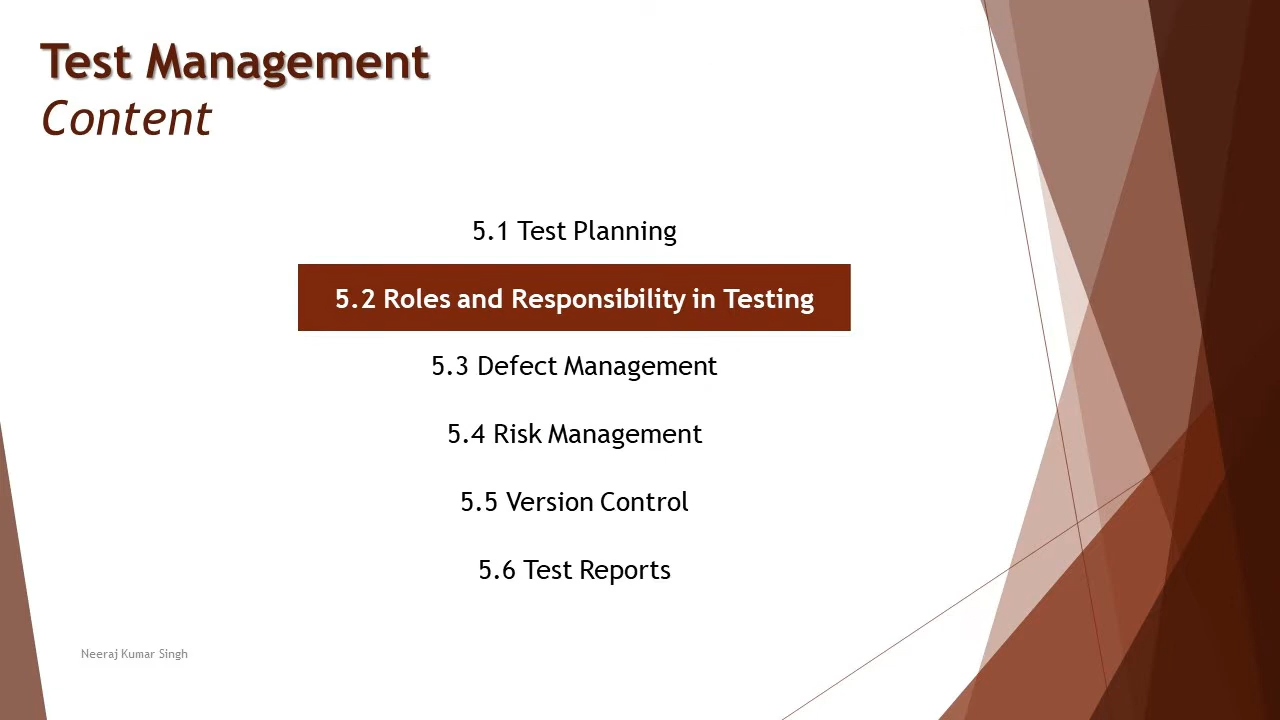 Test Management
Content
5.1 Test Planning
5.2 Roles and Responsibility in Testing
5.3 Defect Management
5.4 Risk Management
5.5 Version Control
5.6 Test Reports
Neeraj Kumar Singh